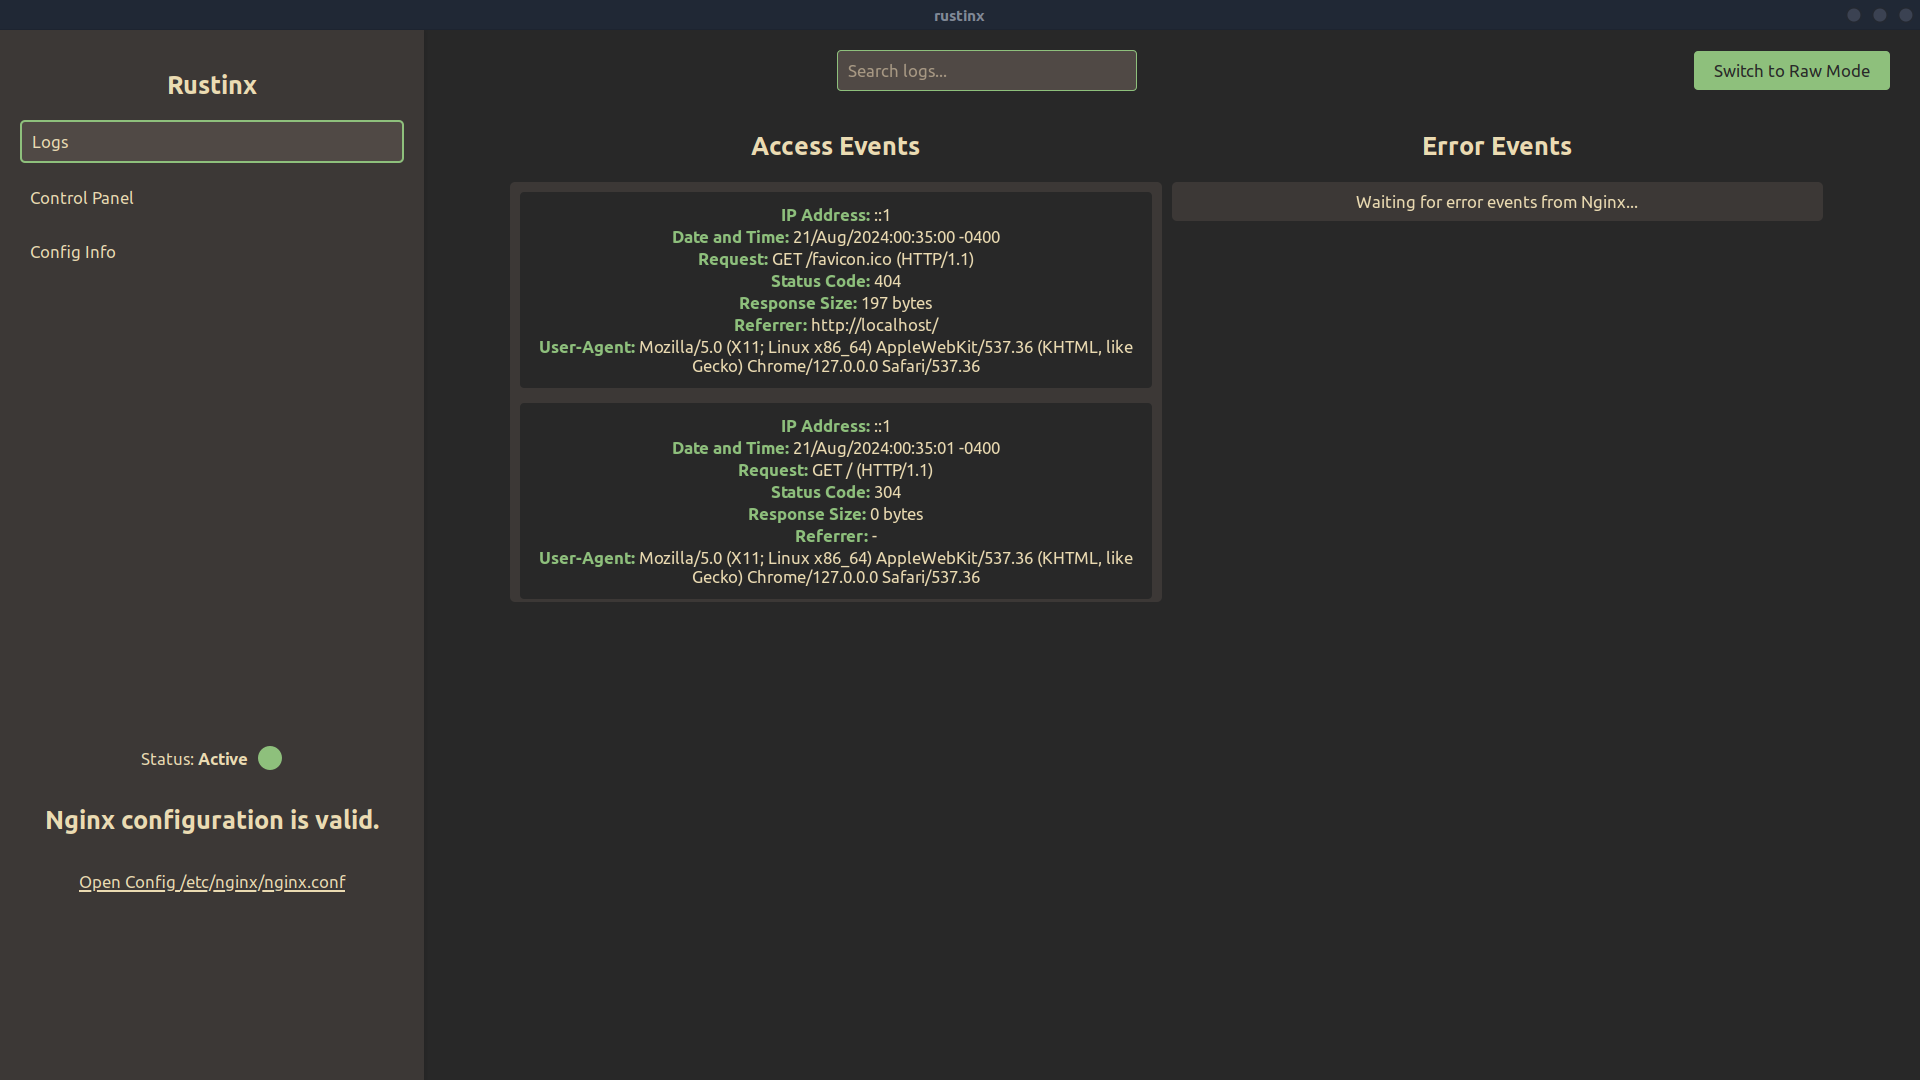 rustinx
Rustinx
Logs
Control Panel
Config Info
Status: Active
Nginx configuration is valid.
Open Config /etc/nginx/nginx.conf
Search logs...
Switch to Raw Mode
Access Events
IP Address: ::1
Date and Time: 21/Aug/2024:00:35:00 -0400
Request: GET /favicon.ico (HTTP/1.1)
Status Code: 404
Response Size: 197 bytes
Referrer: http://localhost/
User-Agent: Mozilla/5.0 (X11; Linux x86_64) AppleWebKit/537.36 (KHTML, like
Gecko) Chrome/127.0.0.0 Safari/537.36
IP Address: ::1
Date and Time: 21/Aug/2024:00:35:01 -0400
Request: GET / (HTTP/1.1)
Status Code: 304
Response Size: 0 bytes
Referrer: -
User-Agent: Mozilla/5.0 (X11; Linux x86_64) AppleWebKit/537.36 (KHTML, like
Gecko) Chrome/127.0.0.0 Safari/537.36
Error Events
Waiting for error events from Nginx...